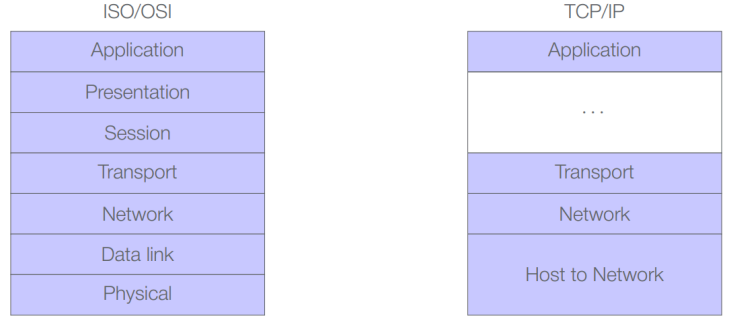 ISO/OSI
Application
Presentation
Session
Transport
Network
Data link
Physical
TCP/IP
Application
...
Transport
Network
Host to Network